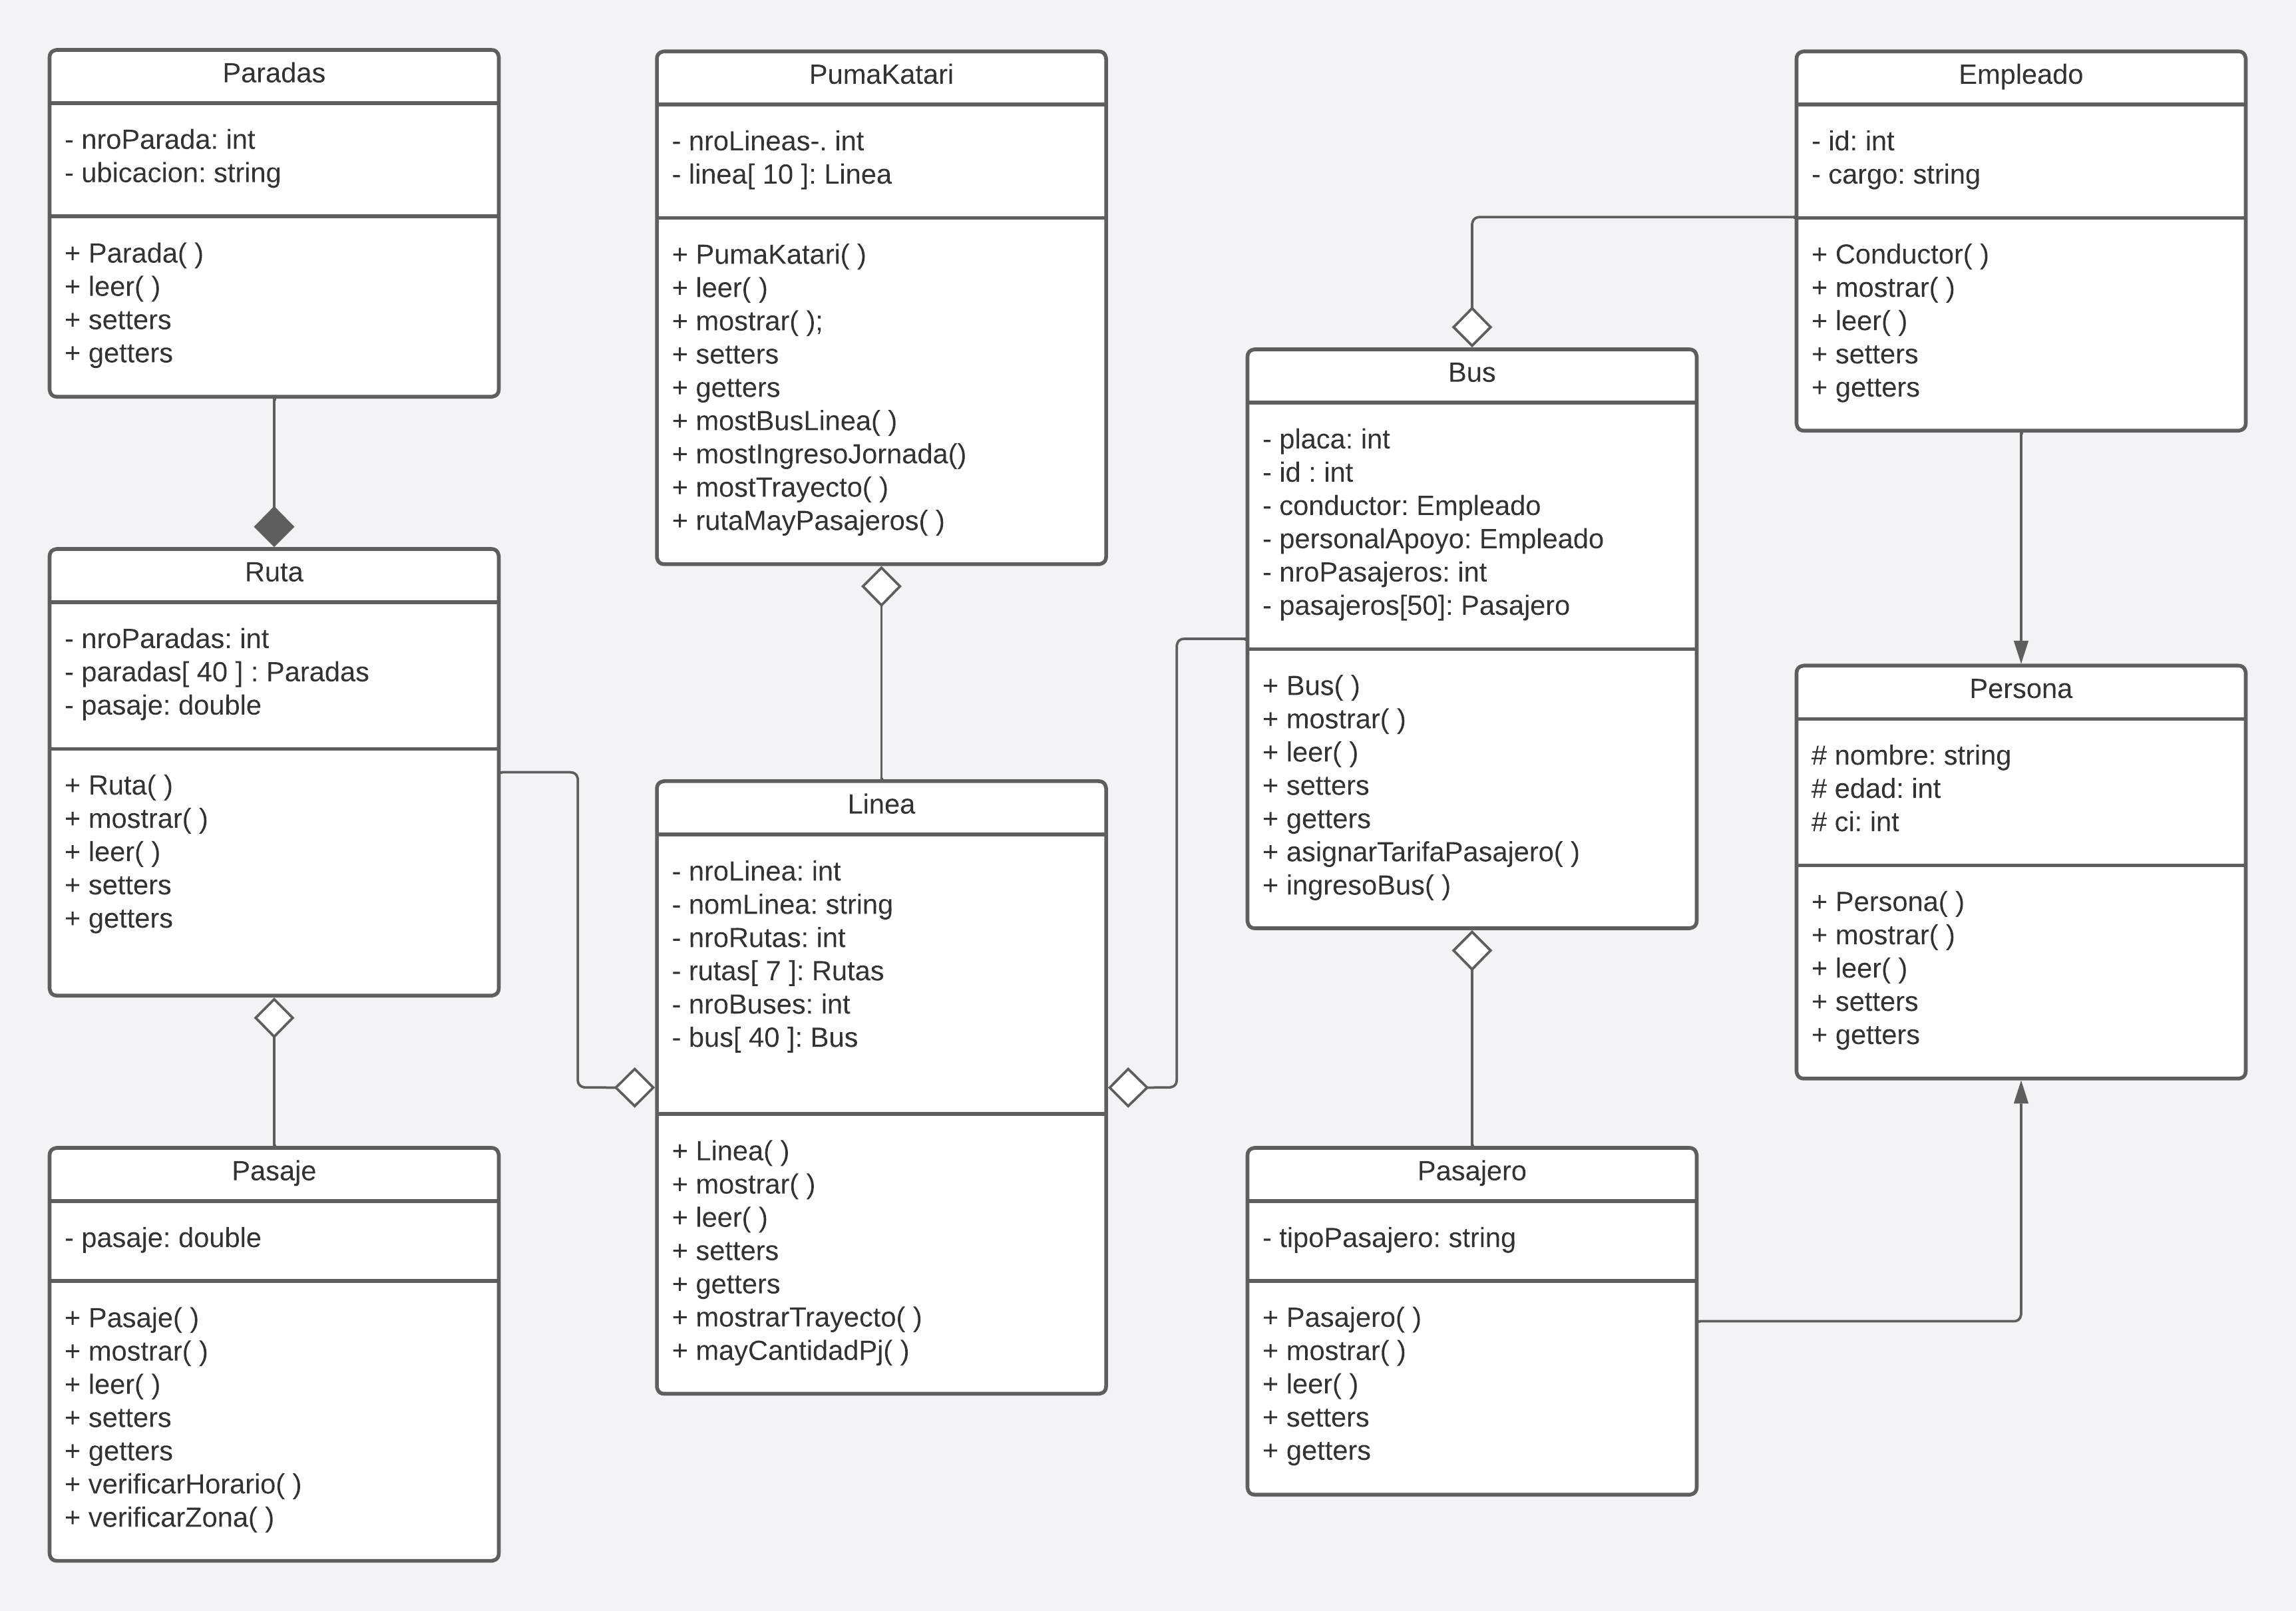 Paradas
- nroParada: int
- ubicacion: string
+ Parada( )
+ leer( )
+ setters
+ getters
PumaKatari
- nroLineas-. int
- linea[ 10 ]: Linea
+ PumaKatari( )
+ leer( )
+ mostrar( );
+ setters
+ getters
+ mostBusLinea( )
+ mostIngresoJornada()
+ mostTrayecto( )
+ rutaMayPasajeros( )
Empleado
- id: int
- cargo: string
+ Conductor( )
+ mostrar( )
+ leer( )
+ setters
+ getters
Bus
- placa: int
- id : int
- conductor: Empleado
- personalApoyo: Empleado
- nroPasajeros: int
- pasajeros[50]: Pasajero
+ Bus( )
+ mostrar( )
+ leer( )
+ setters
+ getters
+ asignarTarifaPasajero( )
+ ingresoBus( )
Ruta
- nroParadas: int
- paradas[ 40 ] : Paradas
- pasaje: double
+ Ruta( )
+ mostrar( )
+ leer( )
+ setters
+ getters
Persona
# nombre: string
# edad: int
# ci: int
+ Persona( )
+ mostrar( )
+ leer( )
+ setters
+ getters
Linea
- nroLinea: int
- nomLinea: string
- nroRutas: int
- rutas[ 7 ]: Rutas
- nroBuses: int
- bus[ 40 ]: Bus
+ Linea( )
+ mostrar( )
+ leer( )
+ setters
+ getters
+ mostrarTrayecto( )
+ mayCantidadPj( )
Pasaje
- pasaje: double
+ Pasaje( )
+ mostrar( )
+ leer( )
+ setters
+ getters
+ verificarHorario( )
+ verificarZona( )
Pasajero
- tipoPasajero: string
+ Pasajero( )
+ mostrar( )
+ leer( )
+ setters
+ getters